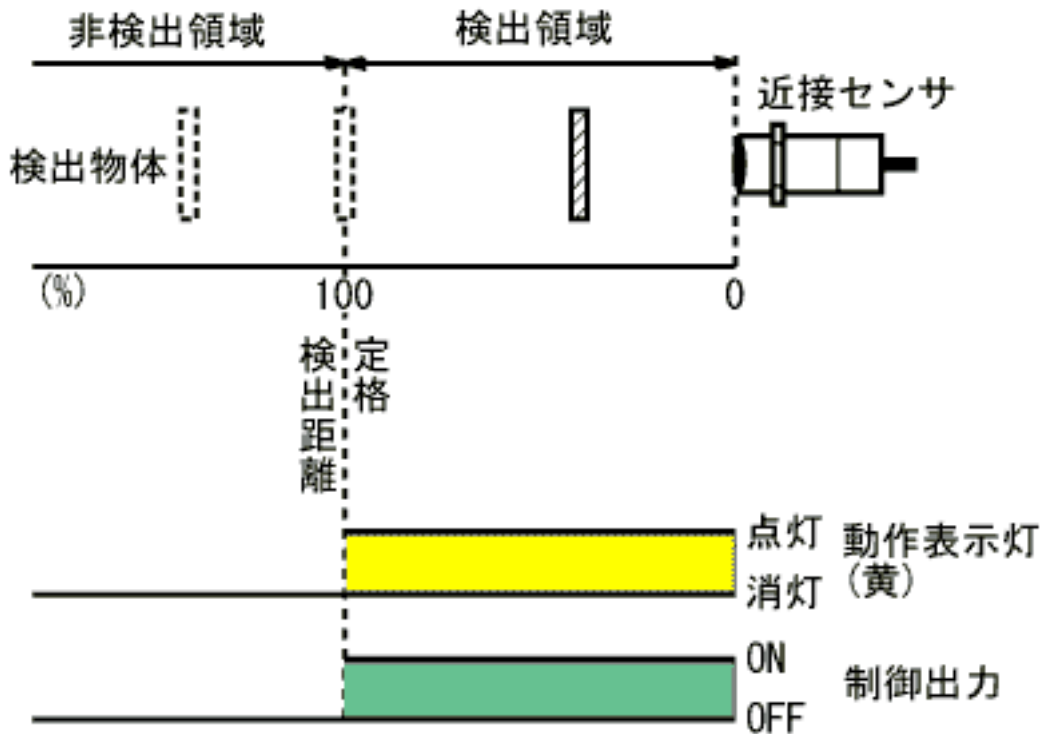 非検出領域
検出領域
近接センサ
検出物体
(%)
100
0
定格
検出距離
点灯
消灯
動作表示灯
(黄)
ON
OFF
制御出力